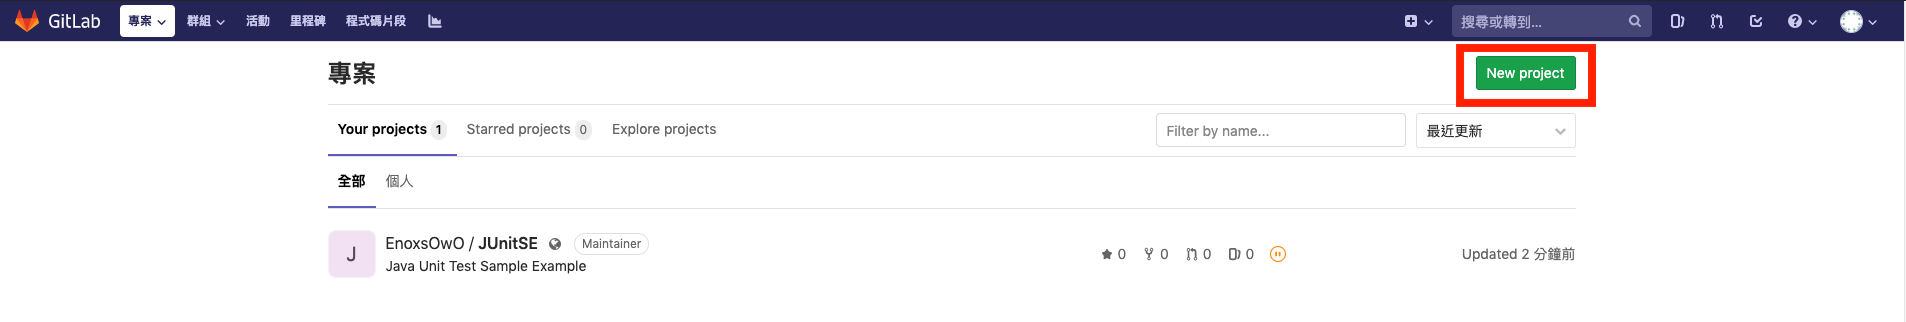 GitLab 專案 群組 活動 里程碑 程式碼片段 搜尋或轉到...
專案 New project
Your projects 1 Starred projects 0 Explore projects Filter by name... 最近更新
全部 個人
J EnoxsOwO / JUnitSE Maintainer
0 0 0 0 Updated 2 分鐘前
Java Unit Test Sample Example